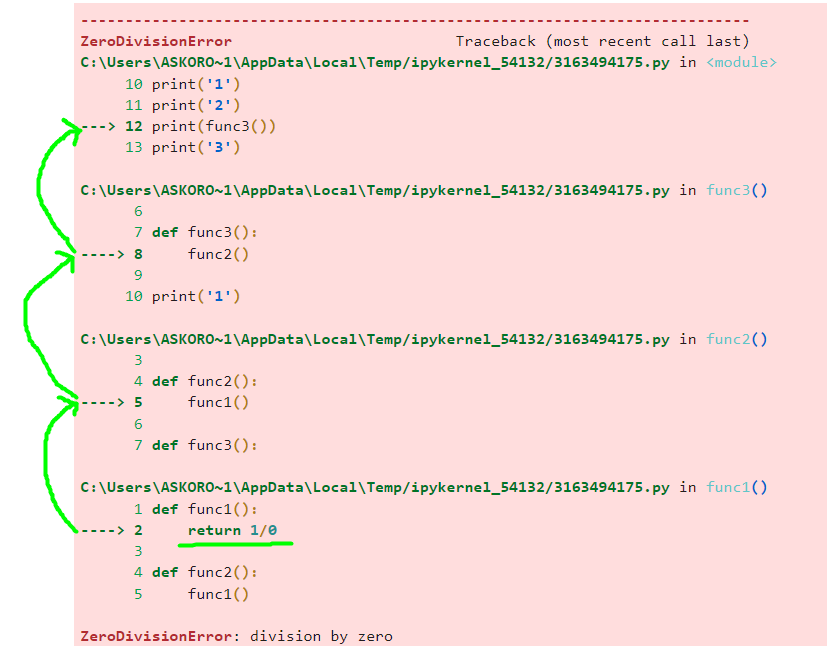 ---------------------------------------------------------------------------
ZeroDivisionError                         Traceback (most recent call last)
C:\Users\ASKORO~1\AppData\Local\Temp/ipykernel_54132/3163494175.py in <module>
     10 print('1')
     11 print('2')
---> 12 print(func3())
     13 print('3')
C:\Users\ASKORO~1\AppData\Local\Temp/ipykernel_54132/3163494175.py in func3()
      6
      7 def func3():
----> 8     func2()
      9
     10 print('1')
C:\Users\ASKORO~1\AppData\Local\Temp/ipykernel_54132/3163494175.py in func2()
      3
      4 def func2():
----> 5     func1()
      6
      7 def func3():
C:\Users\ASKORO~1\AppData\Local\Temp/ipykernel_54132/3163494175.py in func1()
      1 def func1():
----> 2     return 1/0
      3
      4 def func2():
      5     func1()
ZeroDivisionError: division by zero